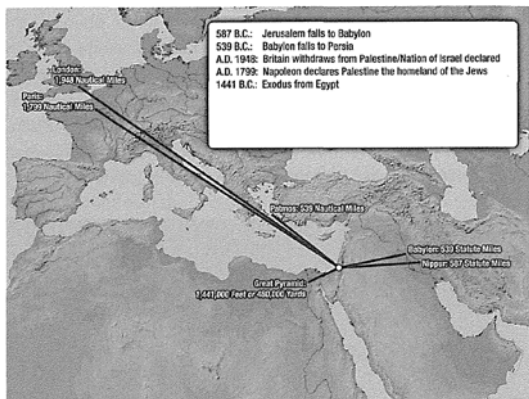 587 B.C.: Jerusalem falls to Babylon
539 B.C.: Babylon falls to Persia
A.D. 1948: Britain withdraws from Palestine/Nation of Israel declared
A.D. 1799: Napoleon declares Palestine the homeland of the Jews
1441 B.C.: Exodus from Egypt
London:
1,948 Nautical Miles
Paris:
1,799 Nautical Miles
Patmos: 539 Nautical Miles
Babylon: 539 Statute Miles
Nippur: 587 Statute Miles
Great Pyramid:
1,441,000 Feet or 480,000 Yards